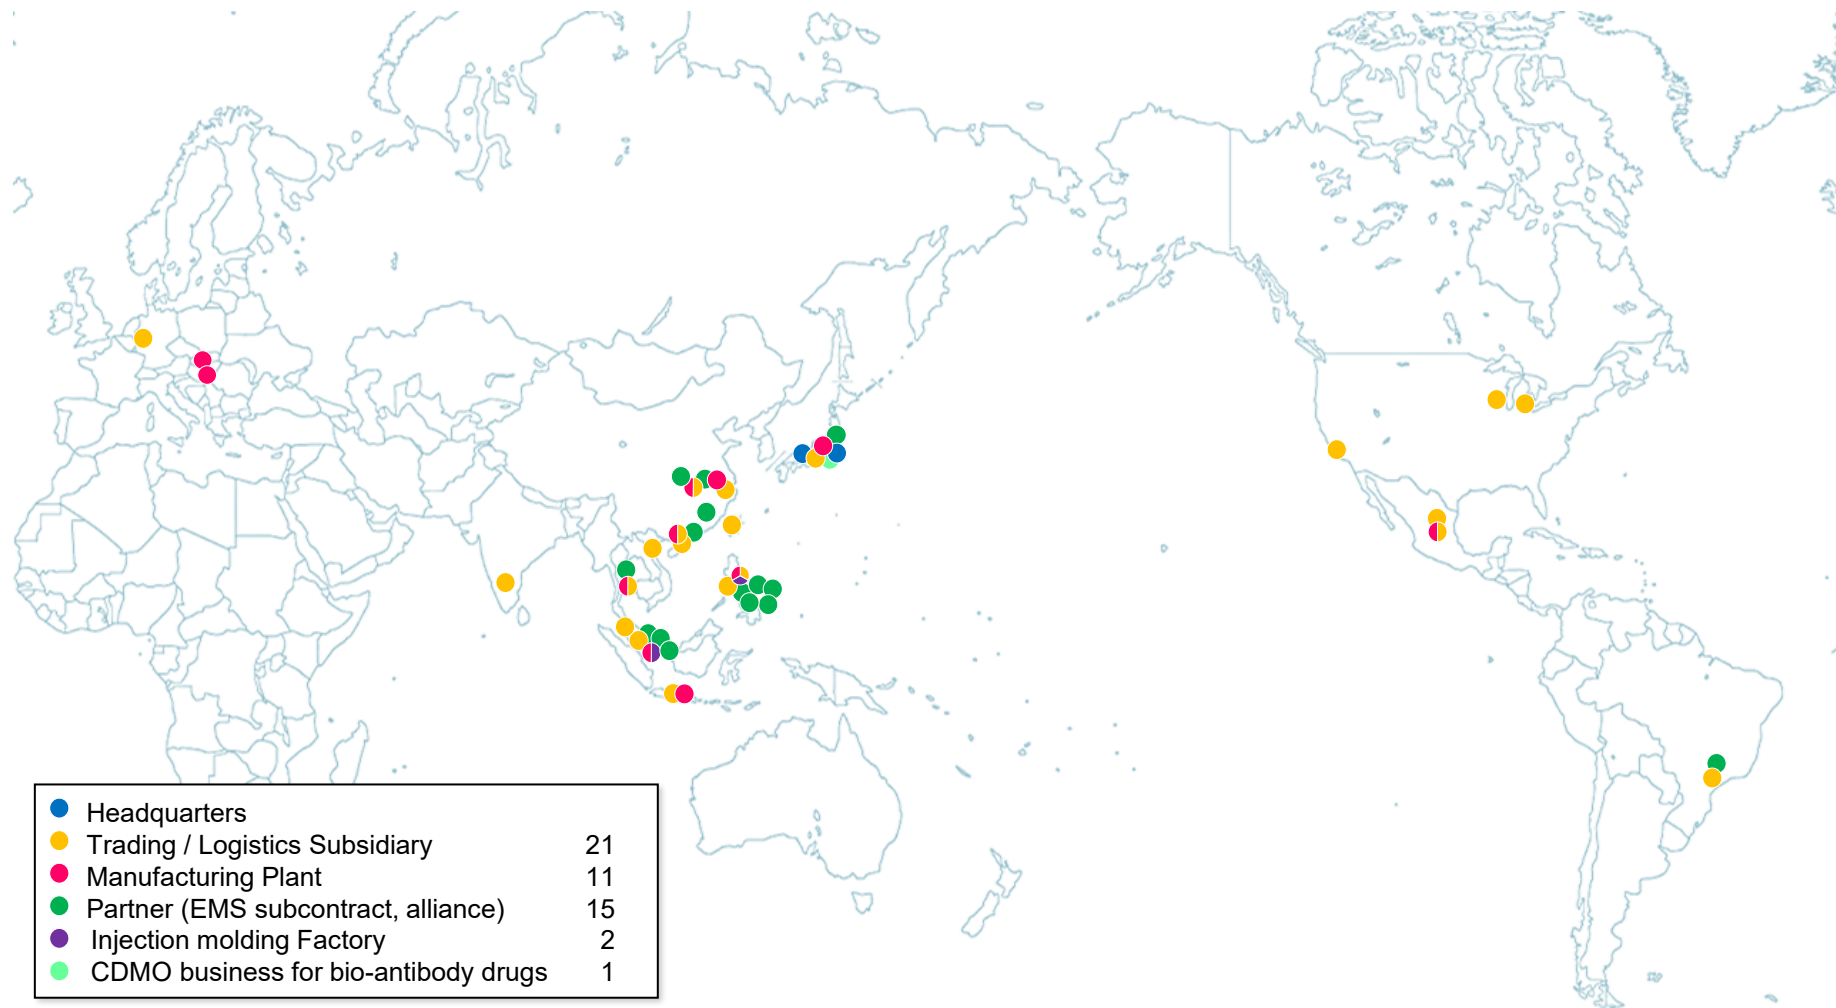 Headquarters
Trading / Logistics Subsidiary 21
Manufacturing Plant 11
Partner (EMS subcontract, alliance) 15
Injection molding Factory 2
CDMO business for bio-antibody drugs 1